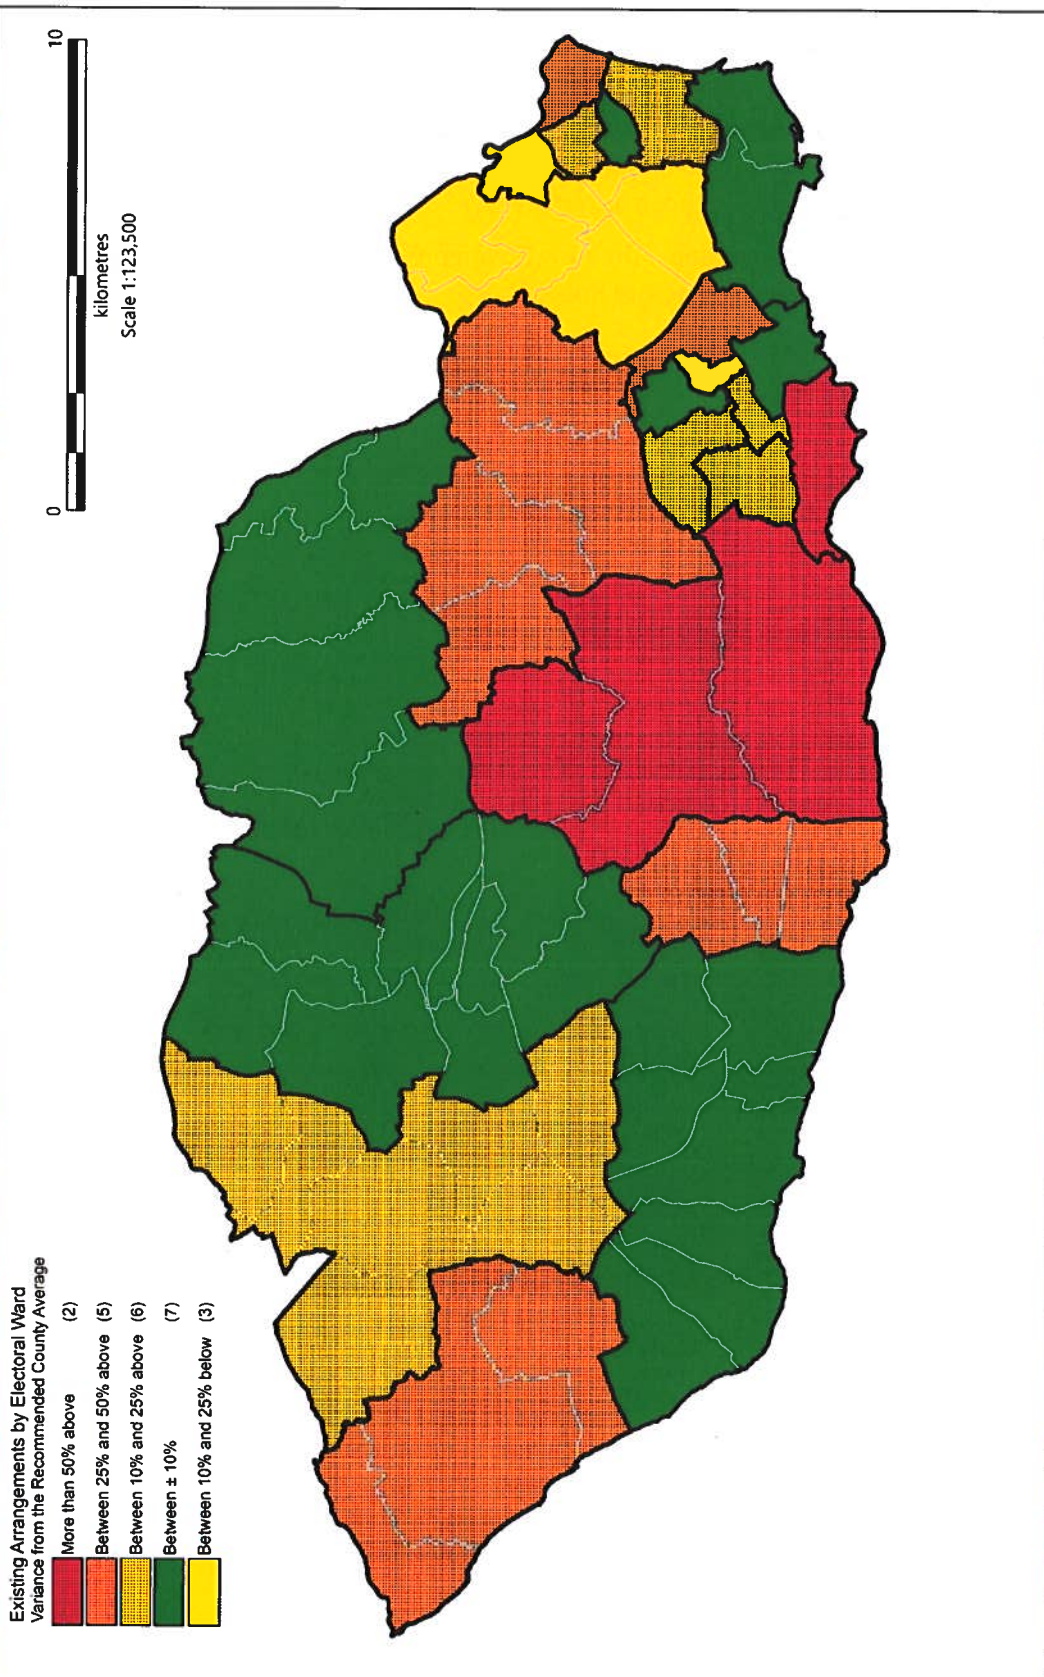 Existing Arrangements by Electoral Ward
Variance from the Recommended County Average
More than 50% above (2)
Between 25% and 50% above (5)
Between 10% and 25% above (6)
Between ± 10% (7)
Between 10% and 25% below (3)
0 10
kilometres
Scale 1:123,500